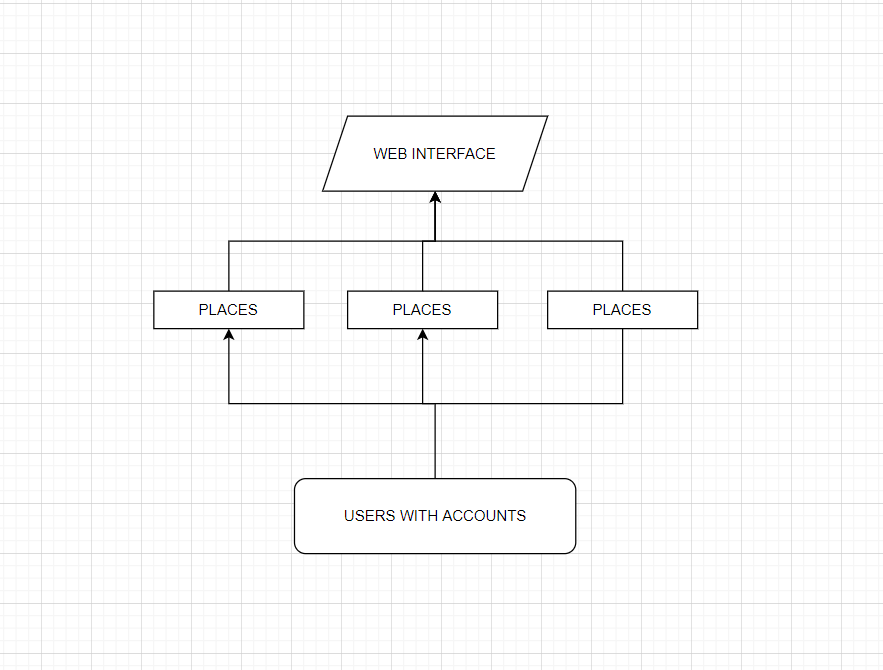 WEB INTERFACE
PLACES
PLACES
PLACES
USERS WITH ACCOUNTS